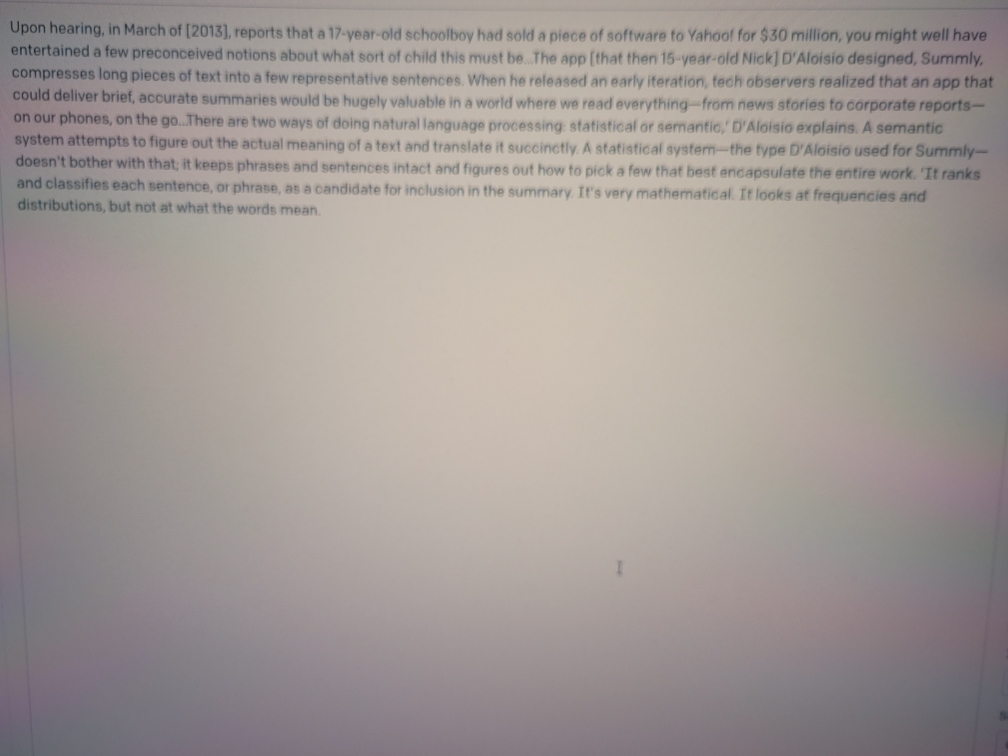 Upon hearing, in March of [2013], reports that a 17-year-old schoolboy had sold a piece of software to Yahoo! for $30 million, you might well have
entertained a few preconceived notions about what sort of child this must be...The app [that then 15-year-old Nick] D'Aloisio designed, Summly,
compresses long pieces of text into a few representative sentences. When he released an early iteration, tech observers realized that an app that
could deliver brief, accurate summaries would be hugely valuable in a world where we read everything—from news stories to corporate reports—
on our phones, on the go...There are two ways of doing natural language processing: statistical or semantic,' D'Aloisio explains. A semantic
system attempts to figure out the actual meaning of a text and translate it succinctly. A statistical system—the type D'Aloisio used for Summly—
doesn't bother with that; it keeps phrases and sentences intact and figures out how to pick a few that best encapsulate the entire work. 'It ranks
and classifies each sentence, or phrase, as a candidate for inclusion in the summary. It's very mathematical. It looks at frequencies and
distributions, but not at what the words mean.